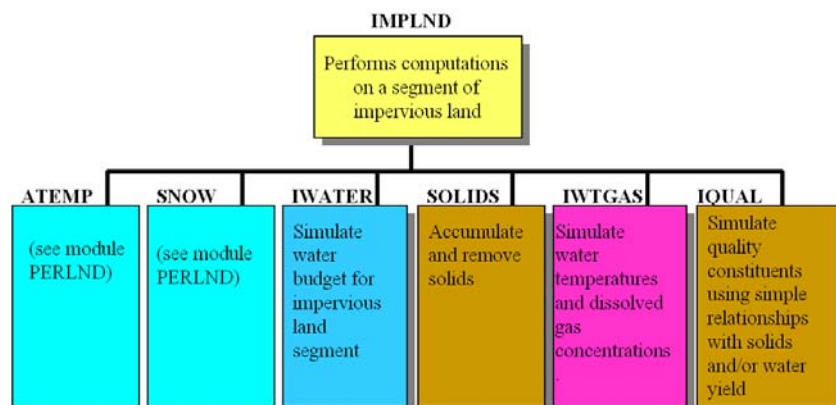 IMPLND
Performs computations
on a segment of
impervious land
ATEMP
(see module
PERLND)
SNOW
(see module
PERLND)
IWATER
Simulate
water
budget for
impervious
land
segment
SOLIDS
Accumulate
and remove
solids
IWTGAS
Simulate
water
temperatures
and dissolved
gas
concentrations
.
IQUAL
Simulate
quality
constituents
using simple
relationships
with solids
and/or water
yield